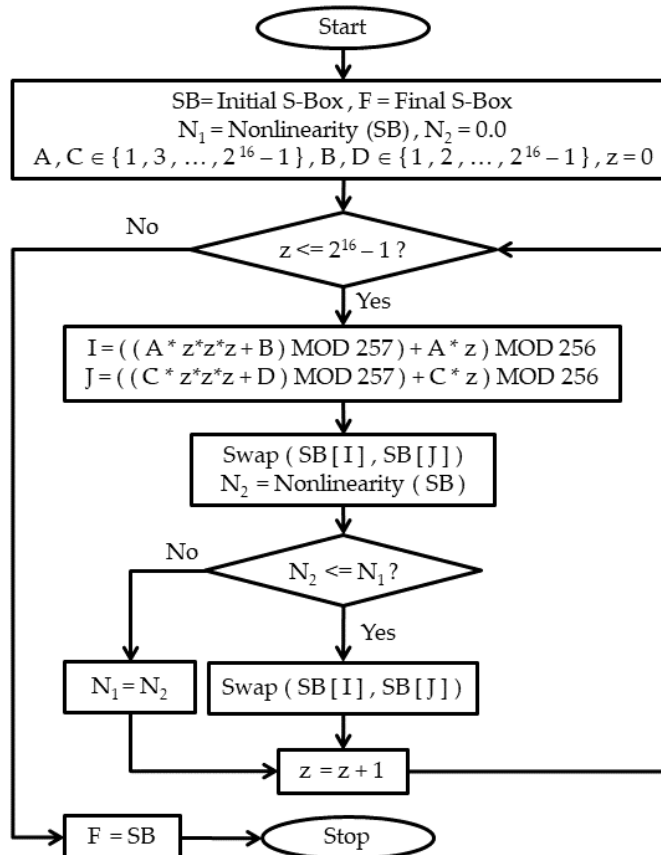 Start
SB= Initial S-Box , F = Final S-Box
N₁ = Nonlinearity (SB) , N₂ = 0.0
A , C ∈ { 1 , 3 , … , 2¹⁶ – 1 } , B , D ∈ { 1 , 2 , … , 2¹⁶ – 1 } , z = 0
No
z <= 2¹⁶ – 1 ?
Yes
I = ( ( A * z*z*z + B ) MOD 257 ) + A * z ) MOD 256
J = ( ( C * z*z*z + D ) MOD 257 ) + C * z ) MOD 256
Swap ( SB [ I ] , SB [ J ] )
N₂ = Nonlinearity ( SB )
No
N₂ <= N₁ ?
Yes
N₁ = N₂
Swap ( SB [ I ] , SB [ J ] )
z = z + 1
F = SB
Stop